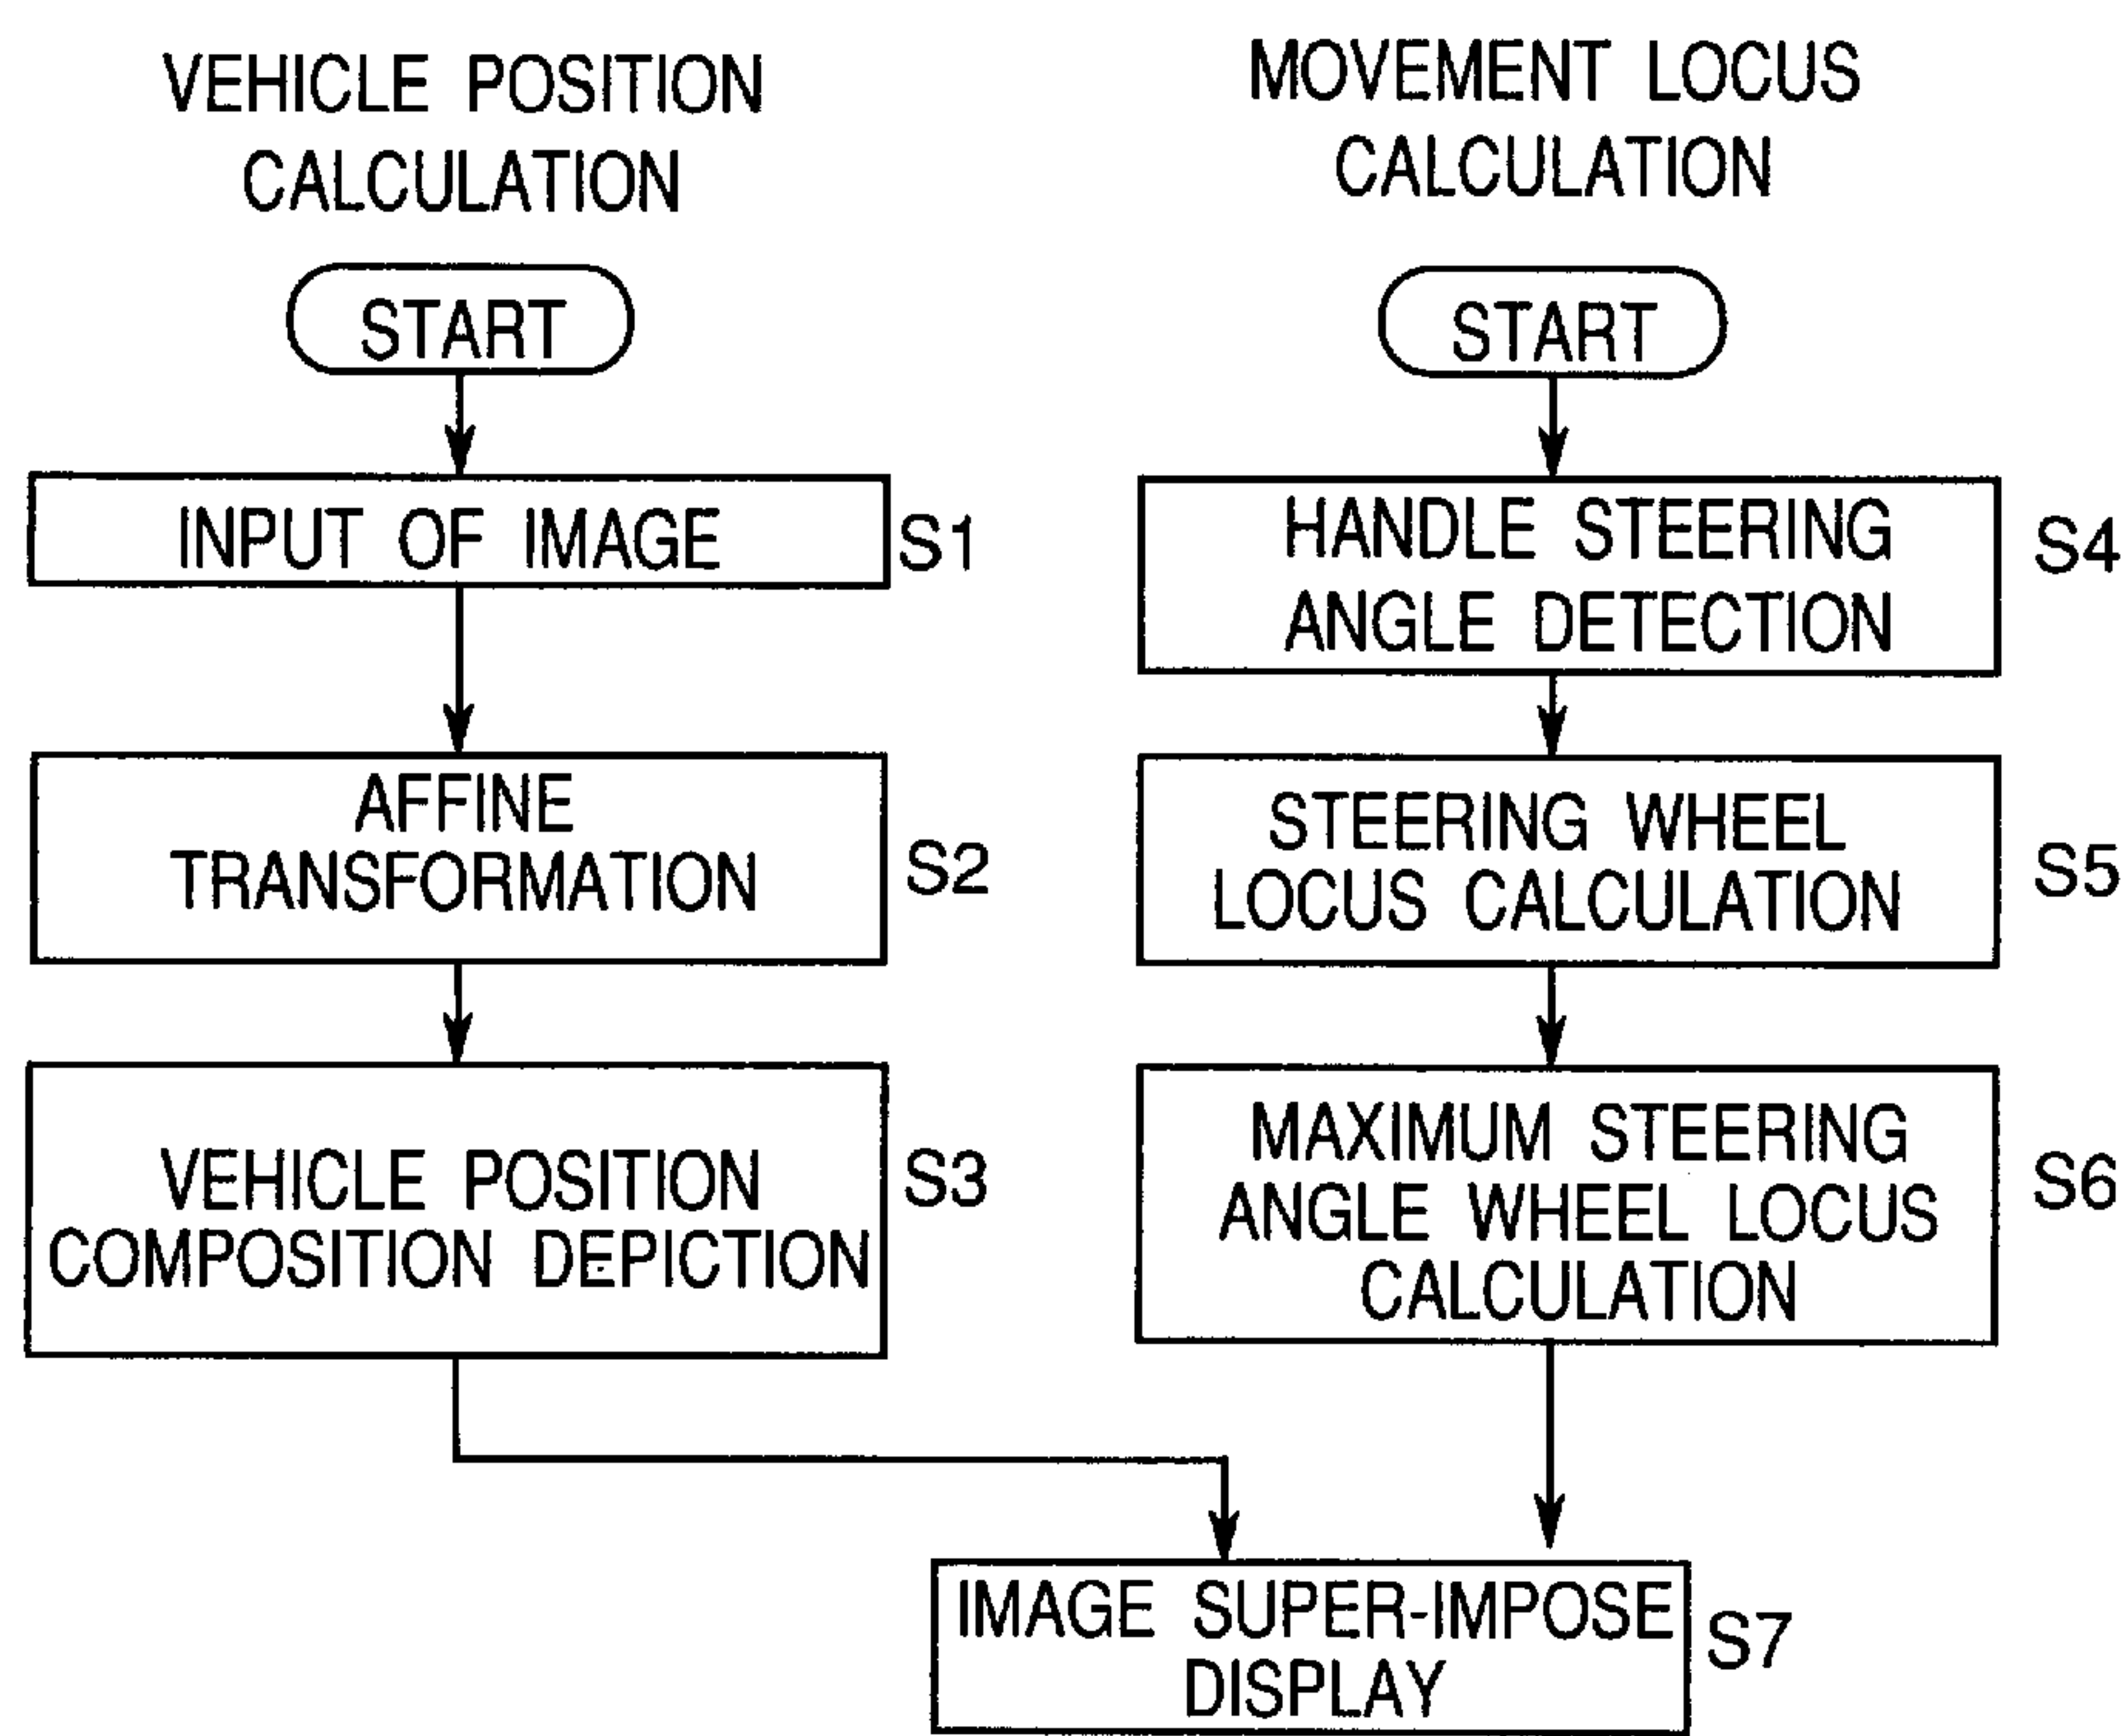 VEHICLE POSITION
CALCULATION
START
INPUT OF IMAGE
S1
AFFINE
TRANSFORMATION
S2
VEHICLE POSITION
COMPOSITION DEPICTION
S3
MOVEMENT LOCUS
CALCULATION
START
HANDLE STEERING
ANGLE DETECTION
S4
STEERING WHEEL
LOCUS CALCULATION
S5
MAXIMUM STEERING
ANGLE WHEEL LOCUS
CALCULATION
S6
IMAGE SUPER-IMPOSE
DISPLAY
S7